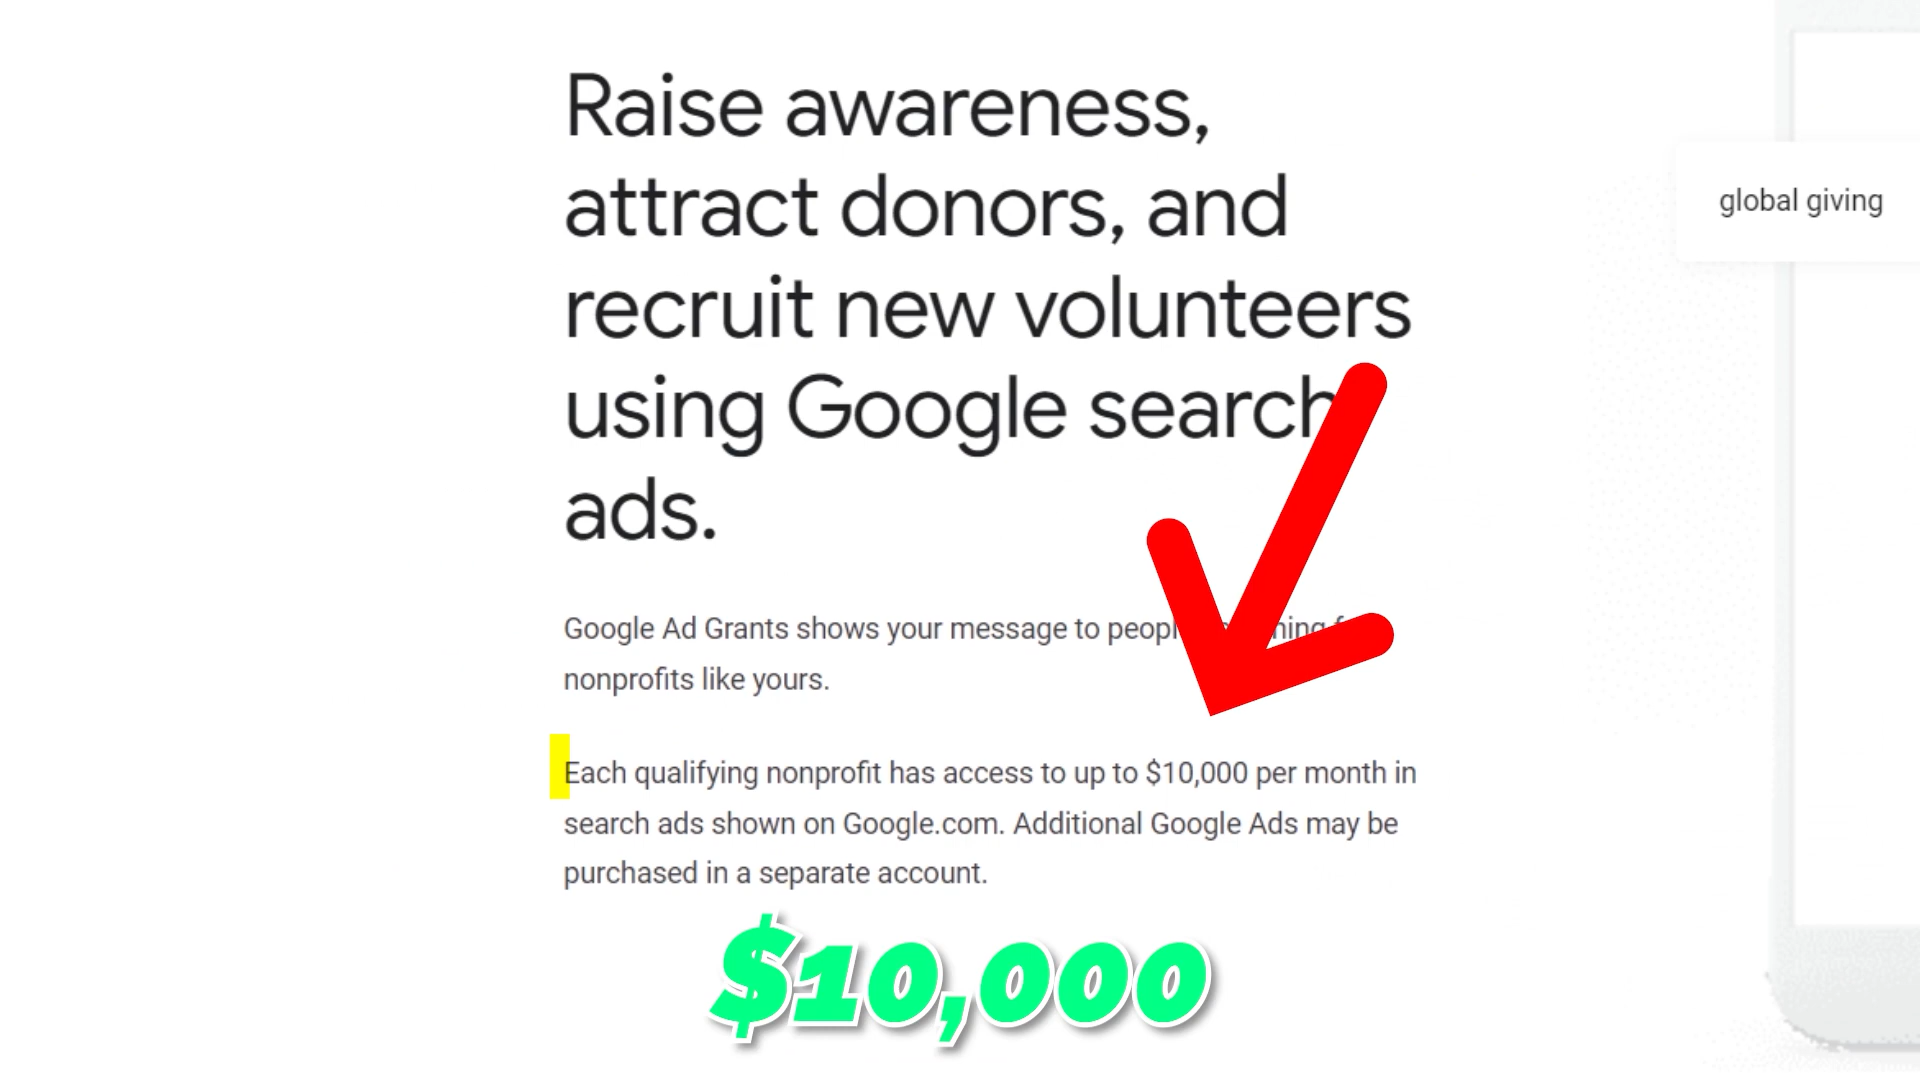 Raise awareness,
attract donors, and
recruit new volunteers
using Google search
ads.
global giving
Google Ad Grants shows your message to
nonprofits like yours.
Each qualifying nonprofit has access to up to $10,000 per month in
search ads shown on Google.com. Additional Google Ads may be
purchased in a separate account.
$10,000